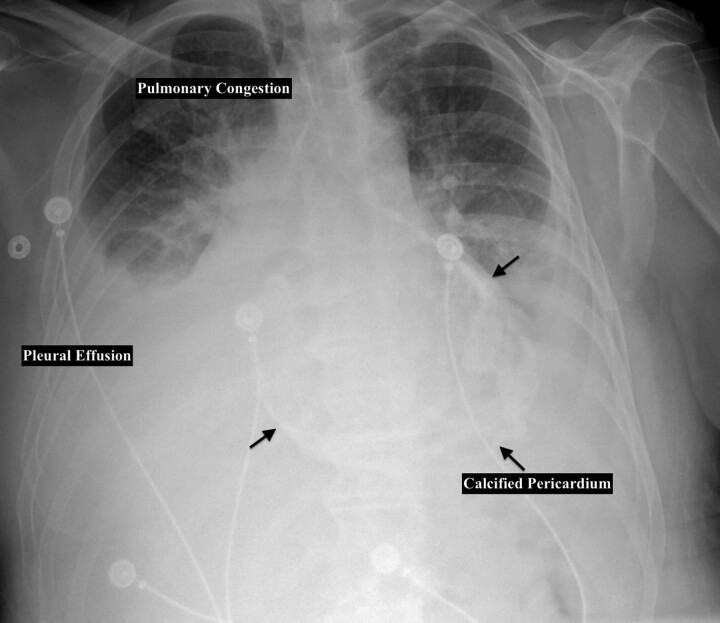 Pulmonary Congestion
Pleural Effusion
Calcified Pericardium